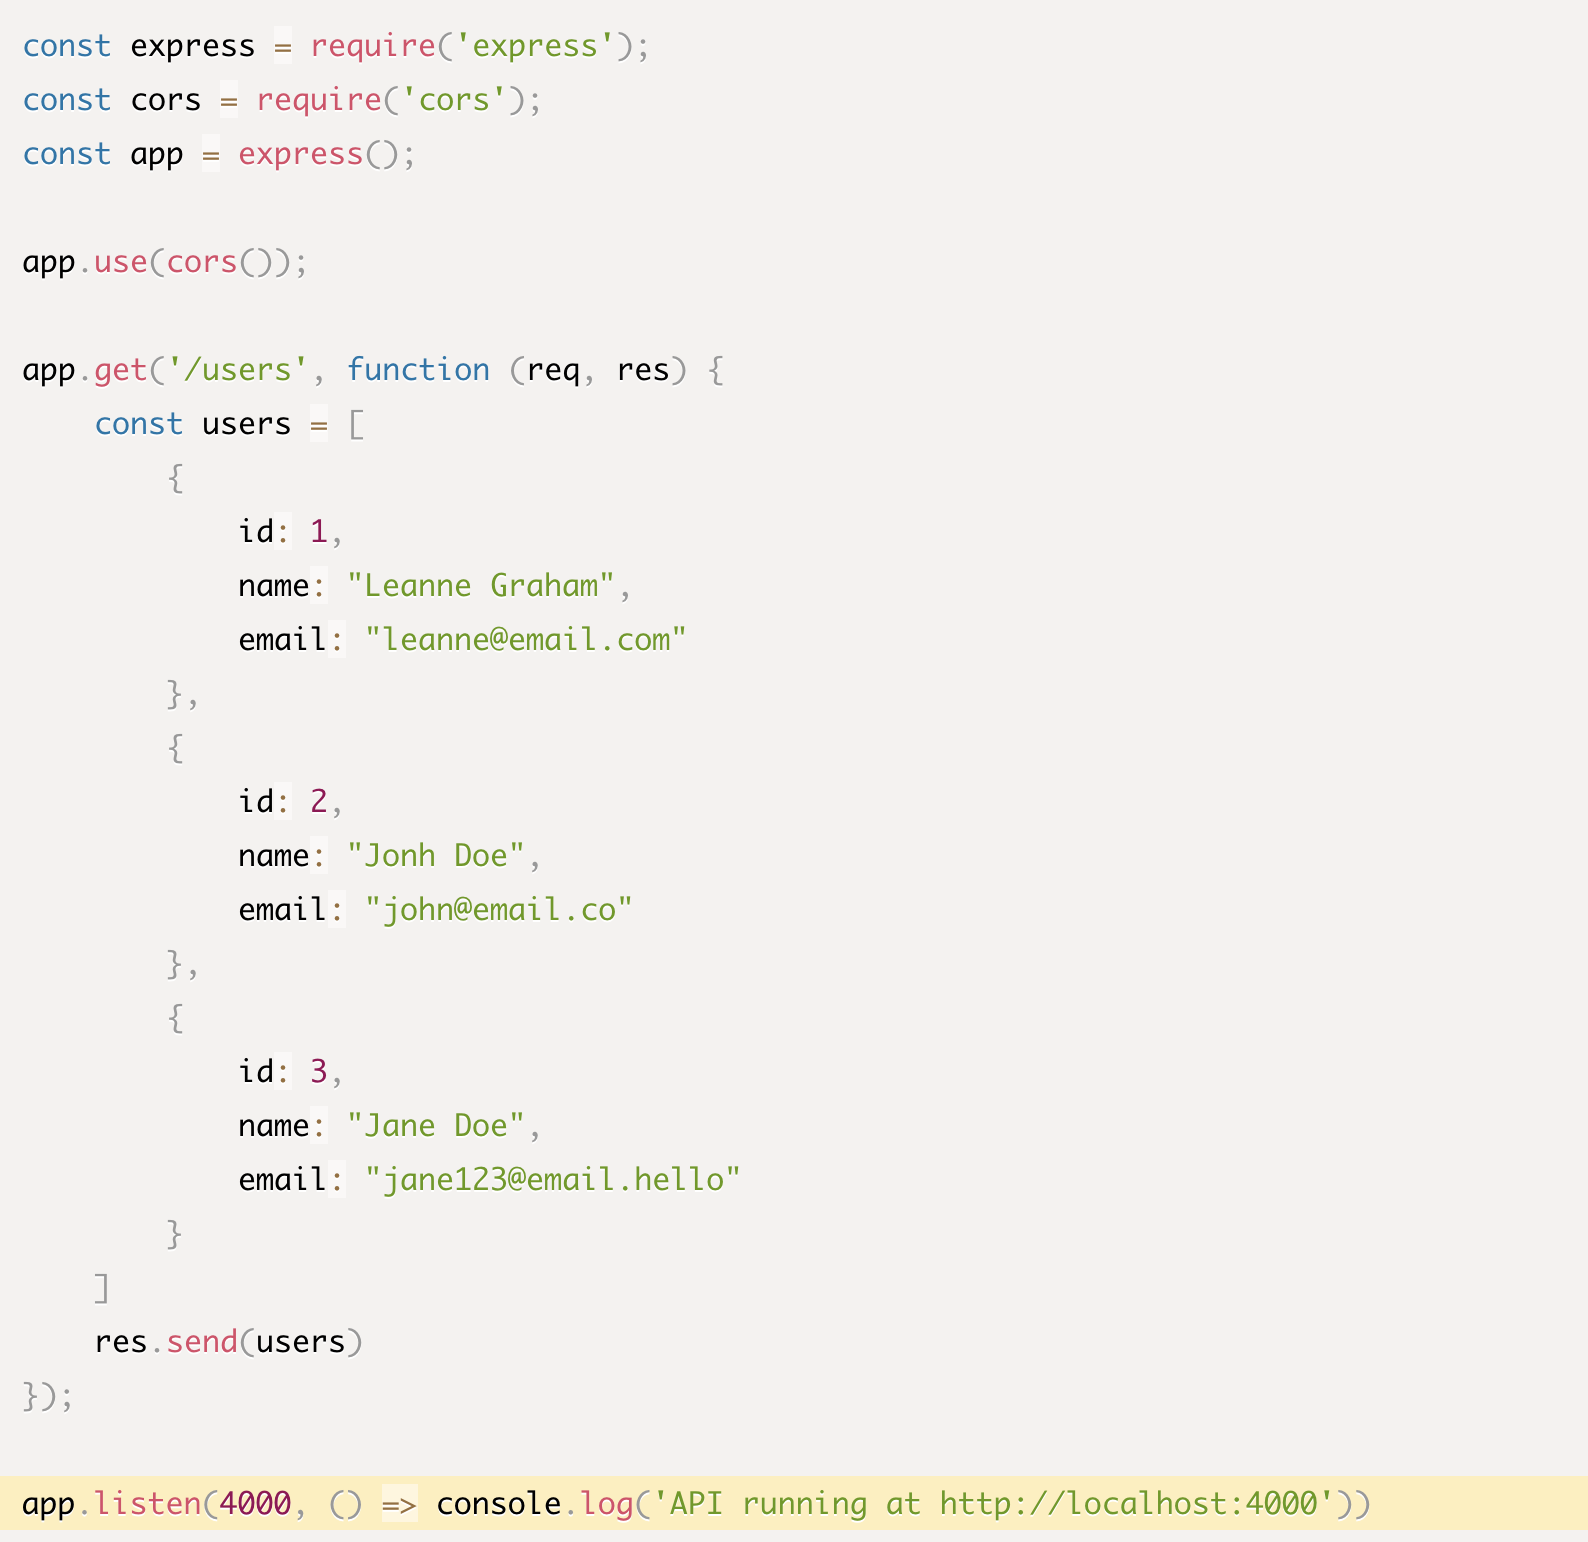 const express = require('express');
const cors = require('cors');
const app = express();

app.use(cors());

app.get('/users', function (req, res) {
    const users = [
        {
            id: 1,
            name: "Leanne Graham",
            email: "leanne@email.com"
        },
        {
            id: 2,
            name: "Jonh Doe",
            email: "john@email.co"
        },
        {
            id: 3,
            name: "Jane Doe",
            email: "jane123@email.hello"
        }
    ]
    res.send(users)
});

app.listen(4000, () => console.log('API running at http://localhost:4000'))